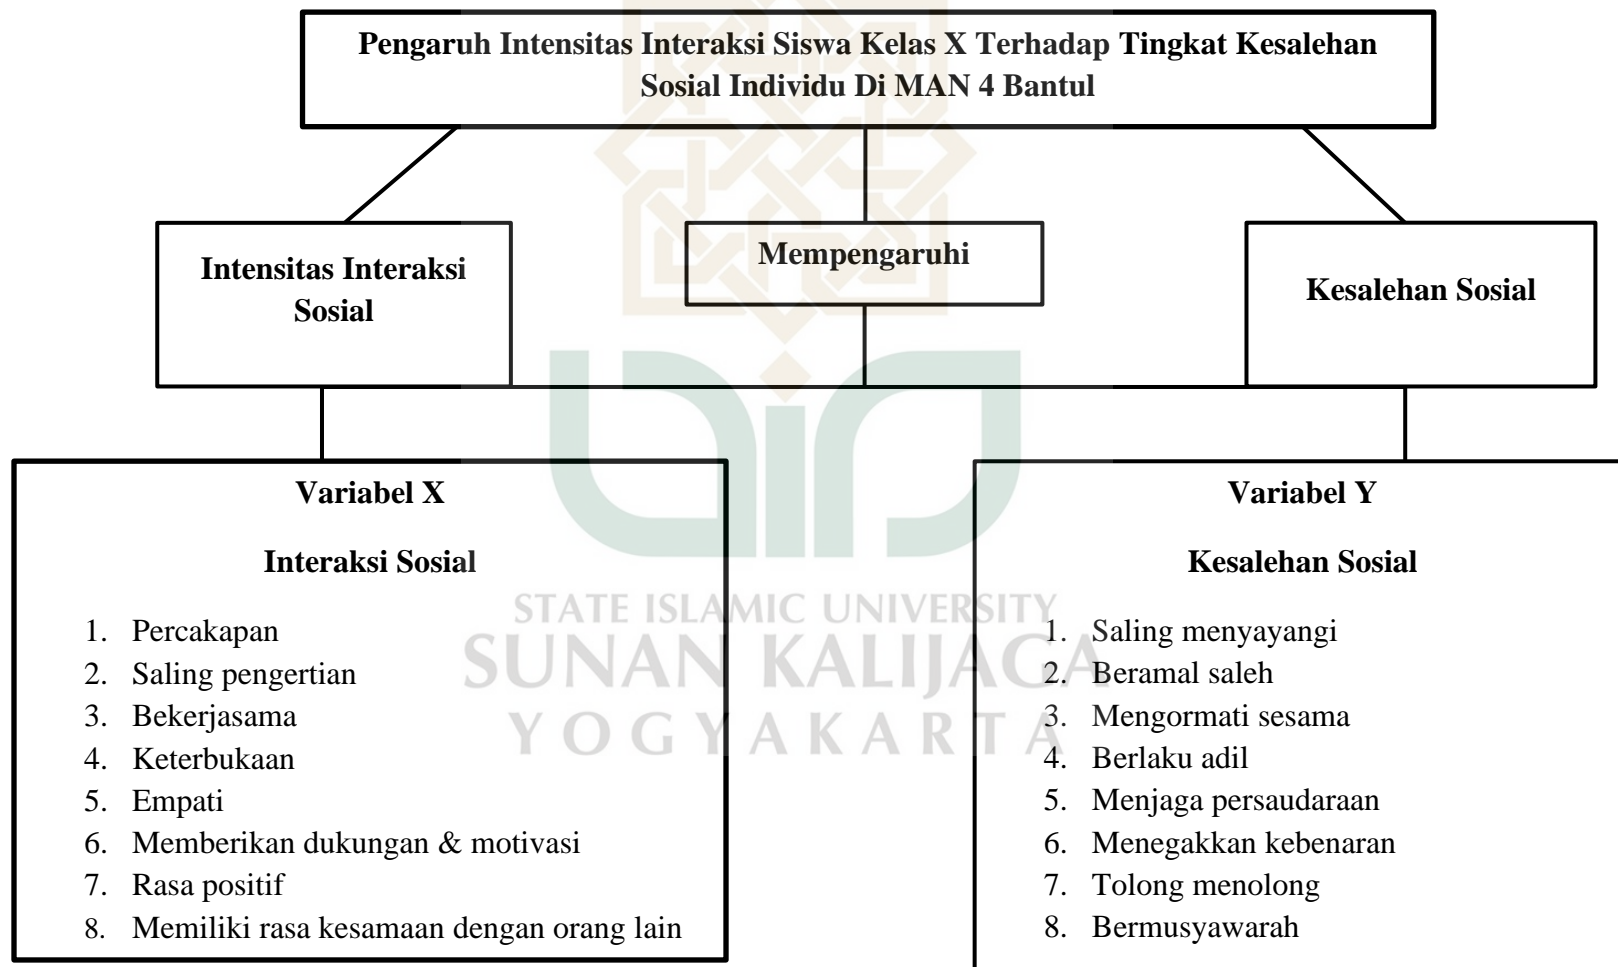 Pengaruh Intensitas Interaksi Siswa Kelas X Terhadap Tingkat Kesalehan
Sosial Individu Di MAN 4 Bantul
Intensitas Interaksi
Sosial
Mempengaruhi
Kesalehan Sosial
Variabel X
Interaksi Sosial
1. Percakapan
2. Saling pengertian
3. Bekerjasama
4. Keterbukaan
5. Empati
6. Memberikan dukungan & motivasi
7. Rasa positif
8. Memiliki rasa kesamaan dengan orang lain
Variabel Y
Kesalehan Sosial
1. Saling menyayangi
2. Beramal saleh
3. Mengormati sesama
4. Berlaku adil
5. Menjaga persaudaraan
6. Menegakkan kebenaran
7. Tolong menolong
8. Bermusyawarah
STATE ISLAMIC UNIVERSITY
SUNAN KALIJAGA
YOGYAKARTA